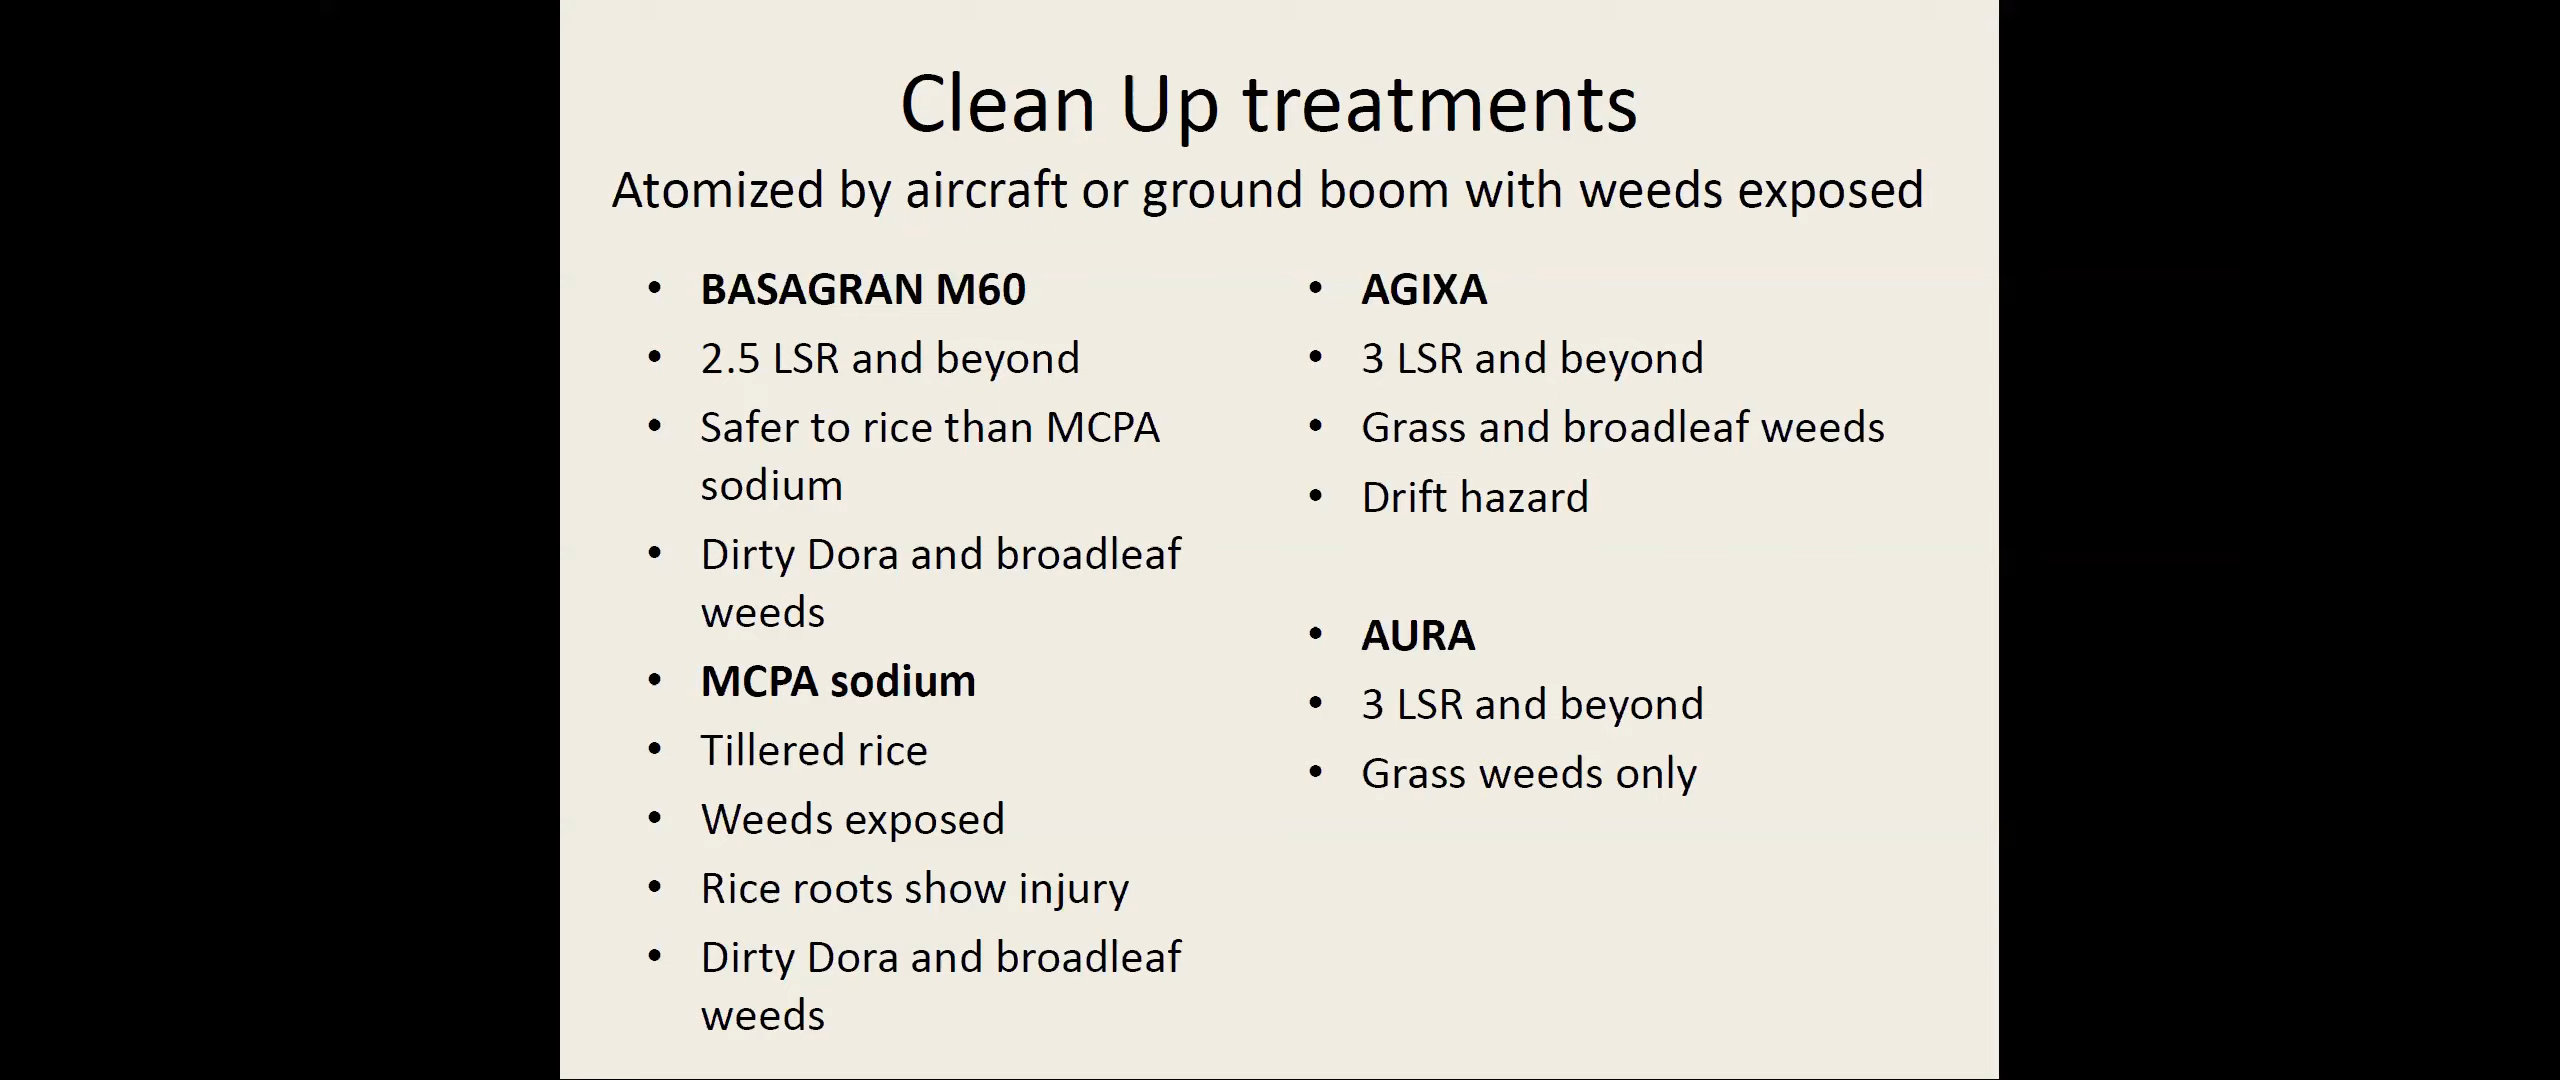 Clean Up treatments
Atomized by aircraft or ground boom with weeds exposed
• BASAGRAN M60
• 2.5 LSR and beyond
• Safer to rice than MCPA
sodium
• Dirty Dora and broadleaf
weeds
• MCPA sodium
• Tillered rice
• Weeds exposed
• Rice roots show injury
• Dirty Dora and broadleaf
weeds
• AGIXA
• 3 LSR and beyond
• Grass and broadleaf weeds
• Drift hazard
• AURA
• 3 LSR and beyond
• Grass weeds only